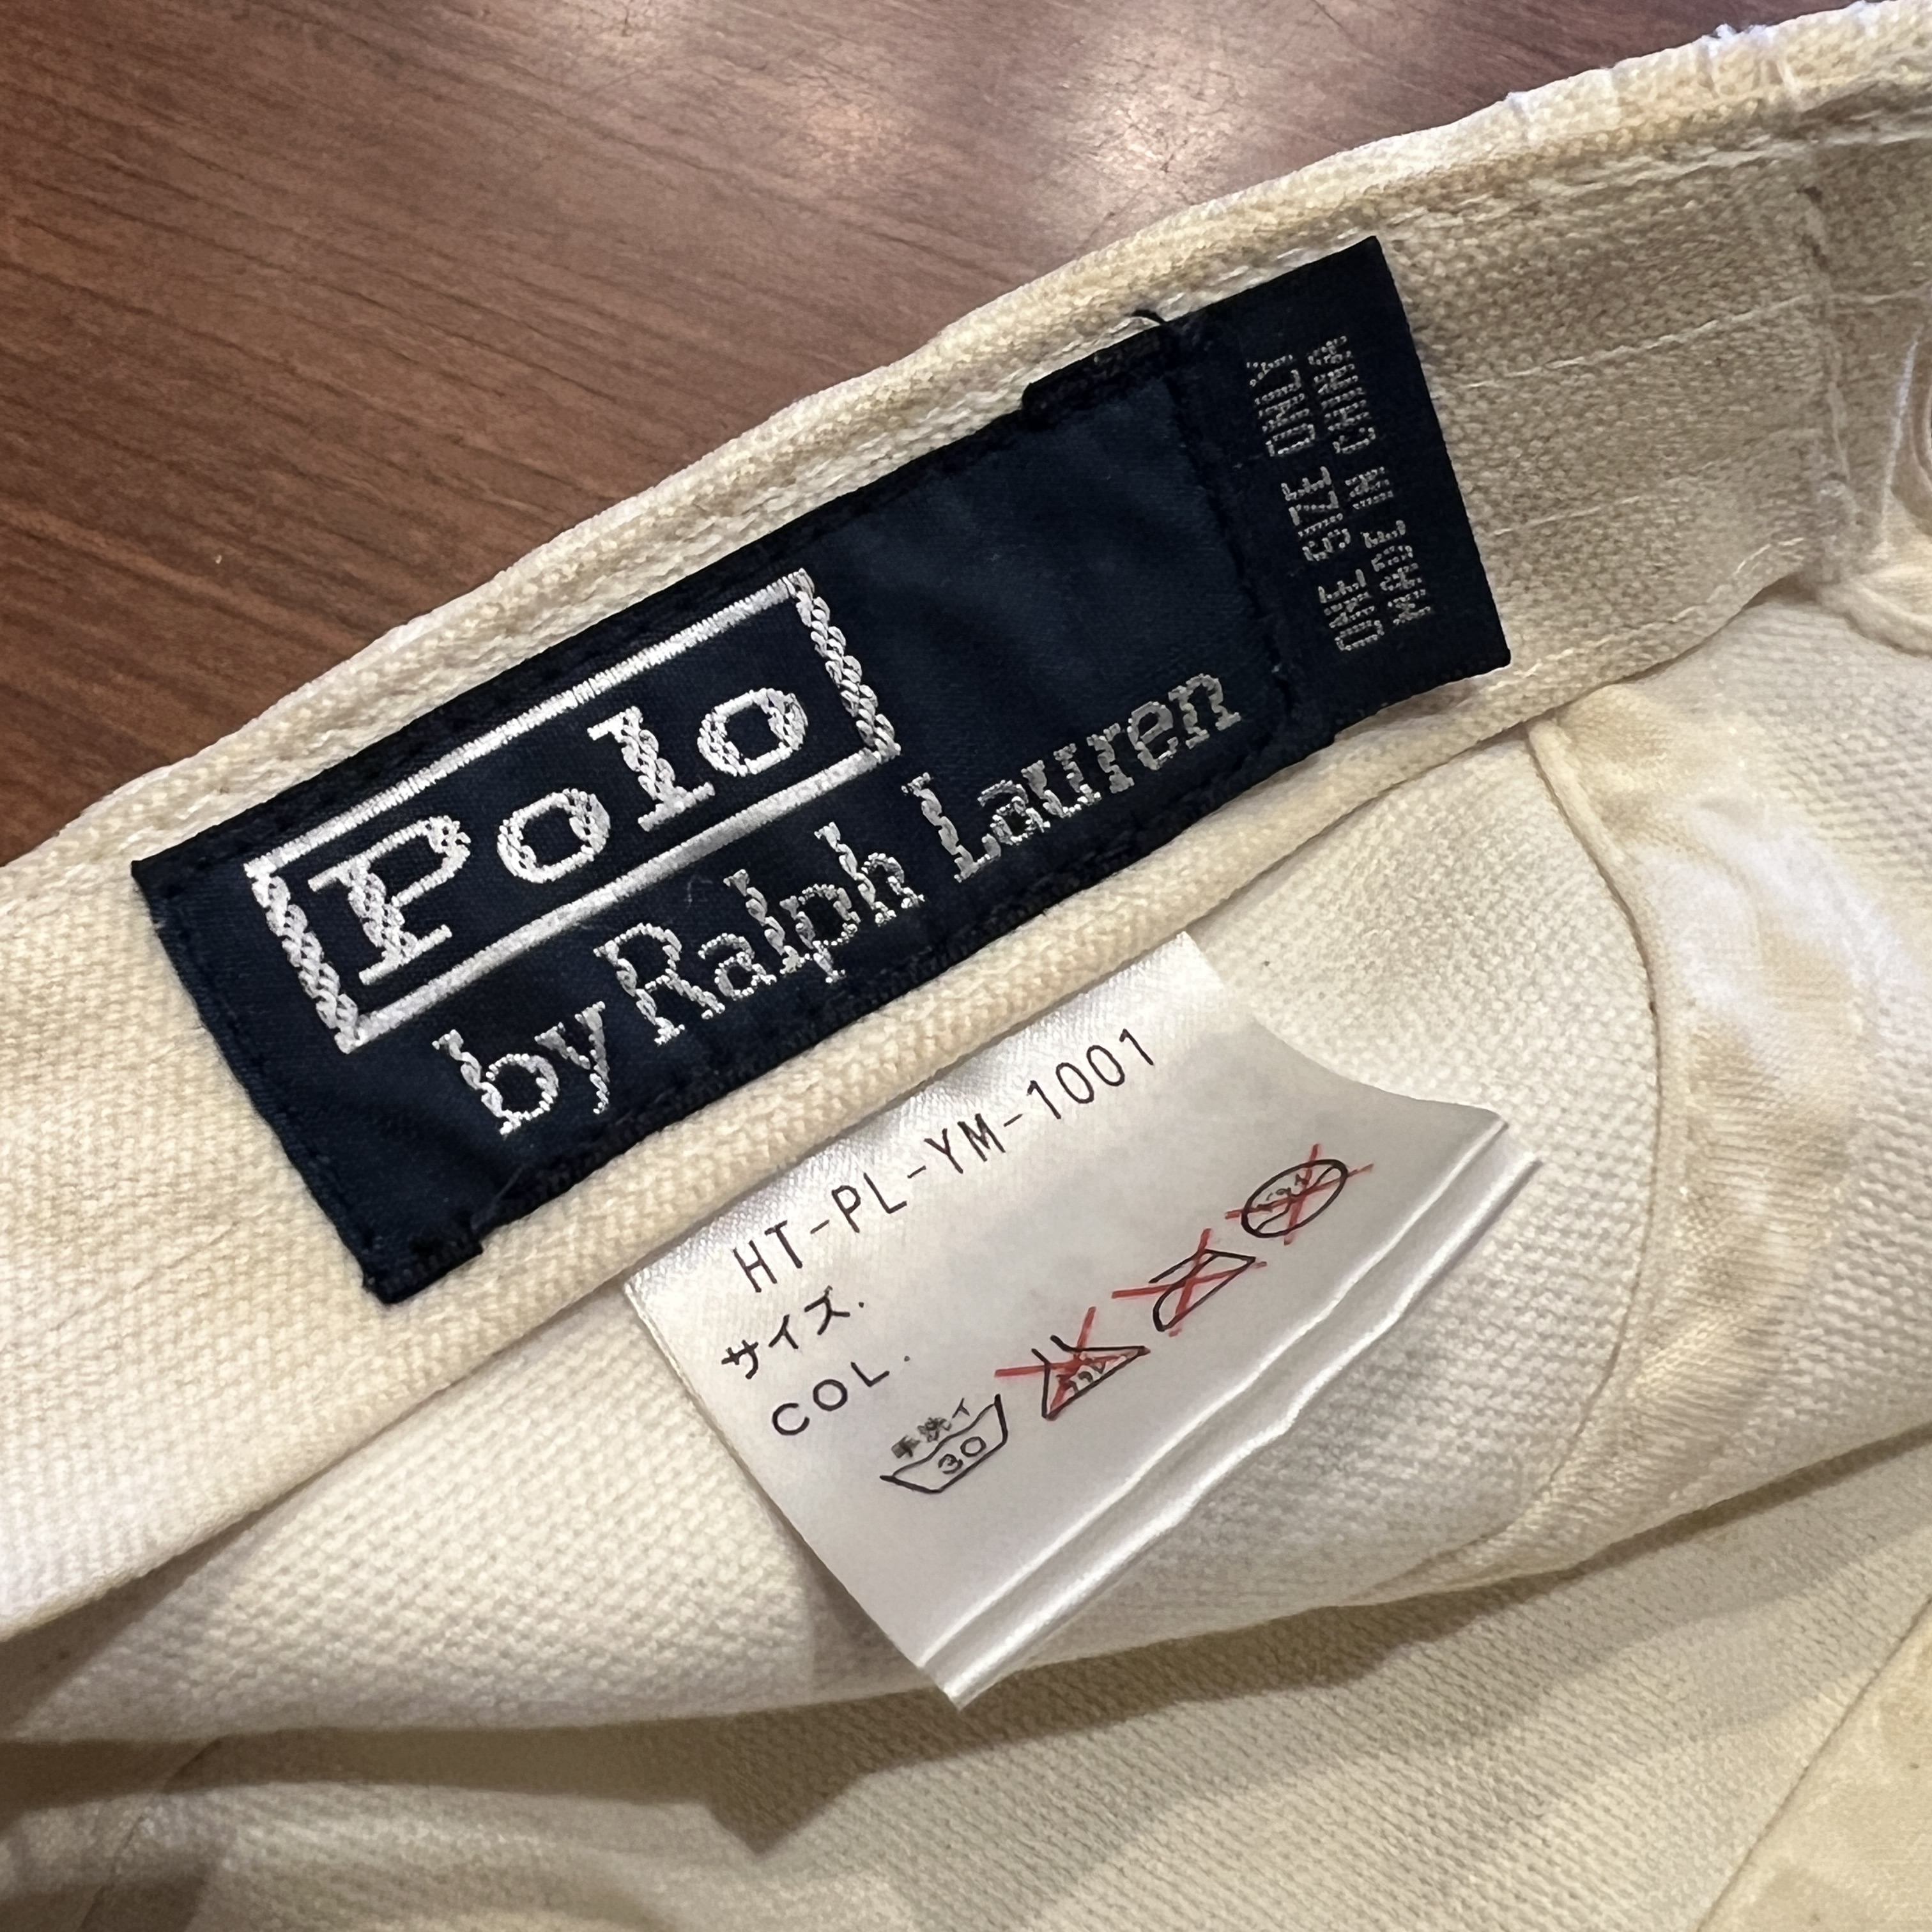 Polo
by Ralph Lauren
ONE SIZE ONLY
MADE IN CHINA
HT-PL-YM-1001
サイズ.
COL.
手洗イ
30